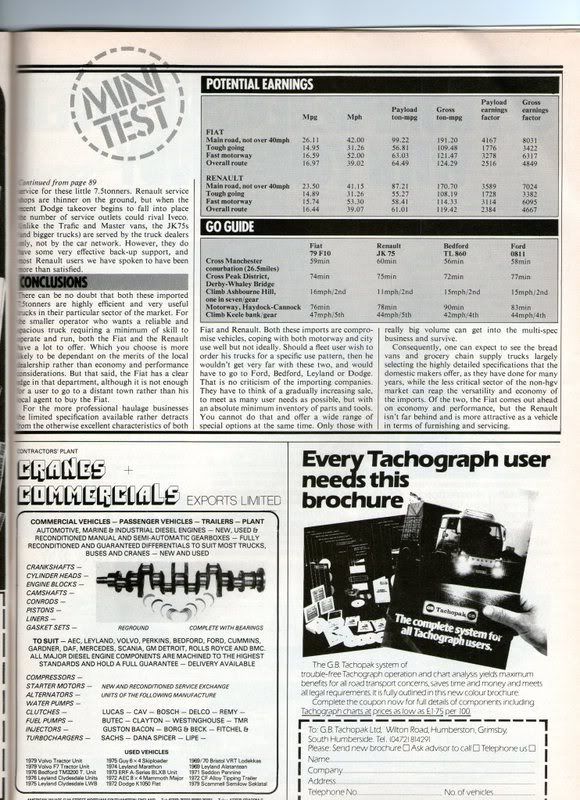 MINI
TEST
POTENTIAL EARNINGS
Mpg Mph Payload ton-mpg Gross ton-mpg Payload earnings factor Gross earnings factor
FIAT
Main road, not over 40mph 26.11 42.00 99.22 191.20 4167 8031
Tough going 14.95 31.26 56.81 109.48 1776 3422
Fast motorway 16.59 52.00 63.03 121.47 3278 6317
Overall route 16.97 39.02 64.49 124.29 2516 4849
RENAULT
Main road, not over 40mph 23.50 41.15 87.21 170.70 3589 7024
Tough going 14.89 31.26 55.27 108.19 1728 3382
Fast motorway 15.74 53.30 58.41 114.33 3114 6095
Overall route 16.44 39.07 61.01 119.42 2384 4667
GO GUIDE
Fiat 79 F10 Renault JK 75 Bedford TL 860 Ford 0811
Cross Manchester
conurbation (26.5miles) 59min 60min 56min 58min
Cross Peak District,
Derby-Whaley Bridge 74min 75min 72min 77min
Climb Ashbourne Hill,
one in seven/gear 16mph/2nd 11mph/2nd 15mph/2nd 15mph/2nd
Motorway, Haydock-Cannock 76min 78min 90min 83min
Climb Keele bank/gear 47mph/5th 44mph/5th 42mph/4th 44mph/4th
Continued from page 89
service for these little 7.5tonners. Renault service
shops are thinner on the ground, but when the
recent Dodge takeover begins to fall into place
the number of service outlets could rival Iveco.
Unlike the Trafic and Master vans, the JK75s
(and bigger trucks) are served by the truck dealers
only, not by the car network. However, they do
have some very effective back-up support, and
most Renault users we have spoken to have been
more than satisfied.
CONCLUSIONS
There can be no doubt that both these imported
7.5tonners are highly efficient and very useful
trucks in their particular sector of the market. For
the smaller operator who wants a reliable and
spacious truck requiring a minimum of skill to
operate and run, both the Fiat and the Renault
have a lot to offer. Which you choose is more
likely to be dependant on the merits of the local
dealership rather than economy and performance
considerations. But that said, the Fiat has a clear
edge in that department, although it is not enough
for a user to go to a distant town rather than his
local agent to buy the Fiat.
For the more professional haulage businesses
the limited specification available rather detracts
from the otherwise excellent characteristics of both
Fiat and Renault. Both these imports are compro-
mise vehicles, coping with both motorway and city
use well but not ideally. Should a fleet user wish to
order his trucks for a specific use pattern, then he
wouldn't get very far with these two, and would
have to go to Ford, Bedford, Leyland or Dodge.
That is no criticism of the importing companies.
They have to think of a gradually increasing sale,
to meet as many user needs as possible, but with
an absolute minimum inventory of parts and tools.
You cannot do that and offer a wide range of
special options at the same time. Only those with
really big volume can get into the multi-spec
business and survive.
Consequently, one can expect to see the bread
vans and grocery chain supply trucks largely
selecting the highly detailed specifications that the
domestic makers offer, as they have done for many
years, while the less critical sector of the non-hgv
market can reap the versatility and economy of
the imports. Of the two, the Fiat comes out ahead
on economy and performance, but the Renault
isn't far behind and is more attractive as a vehicle
in terms of furnishing and servicing.
CONTRACTORS' PLANT
CRANES +
COMMERCIALS EXPORTS LIMITED
COMMERCIAL VEHICLES — PASSENGER VEHICLES — TRAILERS — PLANT
AUTOMOTIVE, MARINE & INDUSTRIAL DIESEL ENGINES — NEW, USED &
RECONDITIONED MANUAL AND SEMI-AUTOMATIC GEARBOXES — FULLY
RECONDITIONED AND GUARANTEED DIFFERENTIALS TO SUIT MOST TRUCKS,
BUSES AND CRANES — NEW AND USED
CRANKSHAFTS —
CYLINDER HEADS —
ENGINE BLOCKS —
CAMSHAFTS —
CONRODS —
PISTONS —
LINERS —
GASKET SETS —
REGROUND COMPLETE WITH BEARINGS
TO SUIT — AEC, LEYLAND, VOLVO, PERKINS, BEDFORD, FORD, CUMMINS,
GARDNER, DAF, MERCEDES, SCANIA, GM DETROIT, ROLLS ROYCE AND BMC.
ALL MAJOR DIESEL ENGINE COMPONENTS ARE MACHINED TO THE HIGHEST
STANDARDS AND HOLD A FULL GUARANTEE — DELIVERY AVAILABLE
COMPRESSORS —
STARTER MOTORS — NEW AND RECONDITIONED SERVICE EXCHANGE
ALTERNATORS — UNITS OF THE FOLLOWING MANUFACTURE
WATER PUMPS —
CLUTCHES — LUCAS — CAV — BOSCH — DELCO — REMY —
FUEL PUMPS — BUTEC — CLAYTON — WESTINGHOUSE — TMR
INJECTORS — GUSTON BACON — BORG & BECK — FITCHEL &
TURBOCHARGERS — SACHS — DANA SPICER — LIPE —
USED VEHICLES
1979 Volvo Tractor Unit 1975 Guy 8×4 Skiploader 1969/70 Bristol VRT Lodekkas
1979 Volvo F7 Tractor Unit 1974 Leyland Marathon 1969 Leyland Atlantean
1976 Bedford TM3200 T. Unit 1973 ERF A-Series BLXB Unit 1971 Seddon Pennine
1976 Leyland Clydesdale Units 1972 AEC 8×4 Mammoth Major 1972 CF Alloy Tipping Trailer
1975 Leyland Clydesdale LWB 1972 Dodge K1050 Fiat 1975 Scammell Semilow Sokialat
Every Tachograph user
needs this
brochure
Tachopak
The complete system for
all Tachograph users.
The G.B. Tachopak system of
trouble-free Tachograph operation and chart analysis yields maximum
benefits for all road transport concerns, saves time and money and meets
all legal requirements. It is fully outlined in this new colour brochure.
Complete the coupon now for full details of components including
Tachograph charts at prices as low as £1.75 per 100.
To: G.B. Tachopak Ltd, Wilton Road, Humberston, Grimsby,
South Humberside. Tel. (0472) 814291
Please: Send new brochure Ask advisor to call Telephone us
Name
Company
Address
Telephone No. No. of vehicles